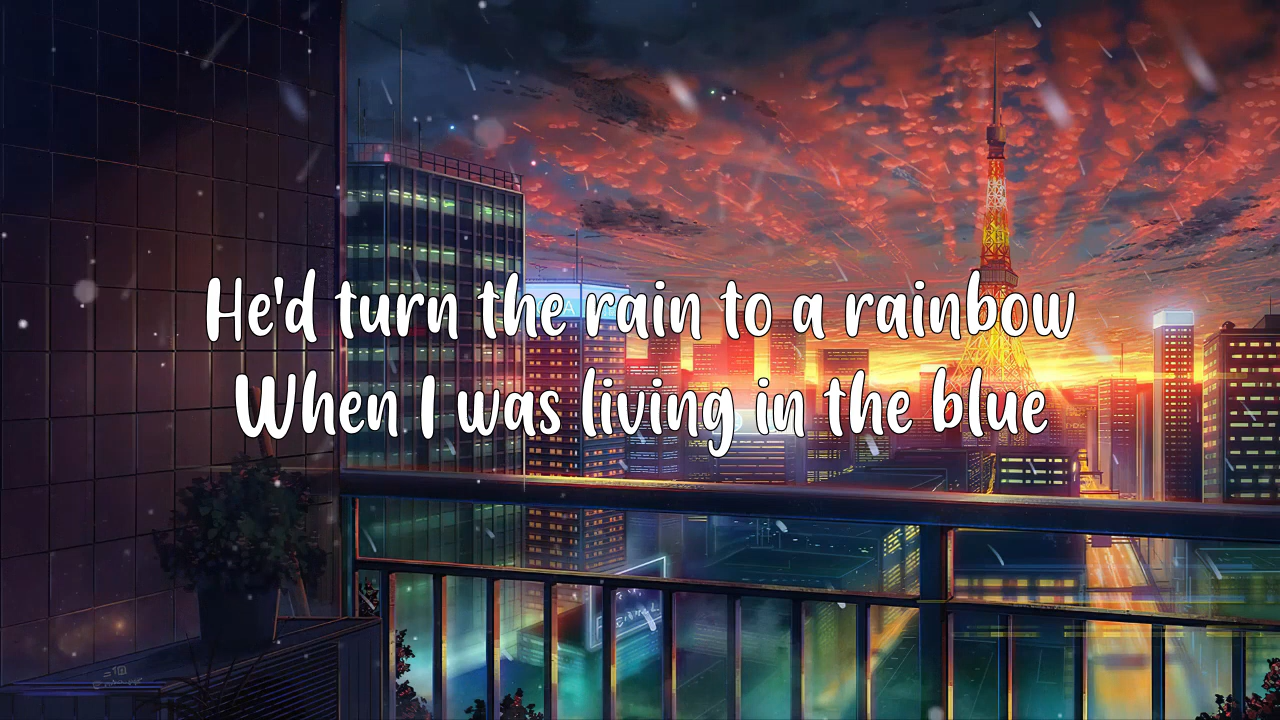 He'd turn the rain to a rainbow
When I was living in the blue